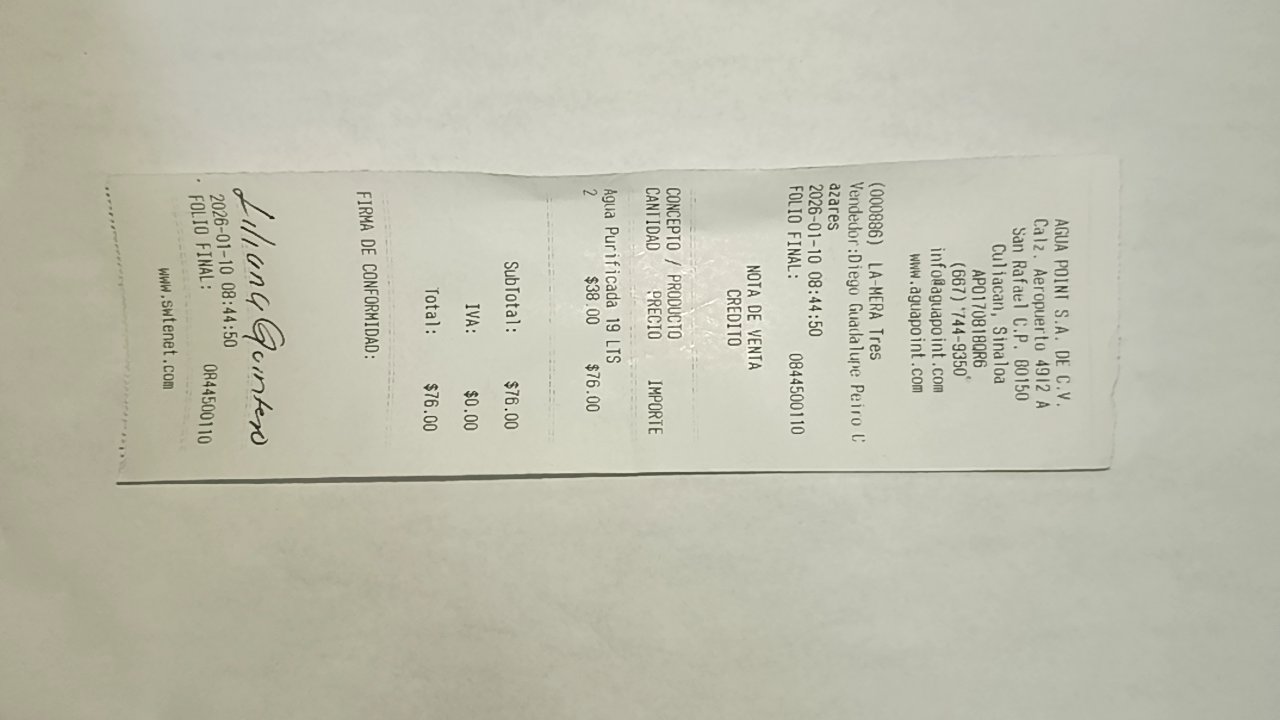 AGUA POINT S.A. DE C.V.
Calz. Aeropuerto 4912 A
San Rafael C.P. 80150
Culiacan, Sinaloa
APO170818QR6
(667) 744-9350
info@aguapoint.com
www.aguapoint.com
(000886) LA-MERA Tres
Vendedor:Diego Guadalupe Peiro C
azares
2026-01-10 08:44:50
FOLIO FINAL: 0844500110
NOTA DE VENTA
CREDITO
CONCEPTO / PRODUCTO
CANTIDAD PRECIO IMPORTE
Agua Purificada 19 LTS
2 $38.00 $76.00
SubTotal: $76.00
IVA: $0.00
Total: $76.00
FIRMA DE CONFORMIDAD:
Liliana Quintero
2026-01-10 08:44:50
FOLIO FINAL: 0844500110
www.swtenet.com